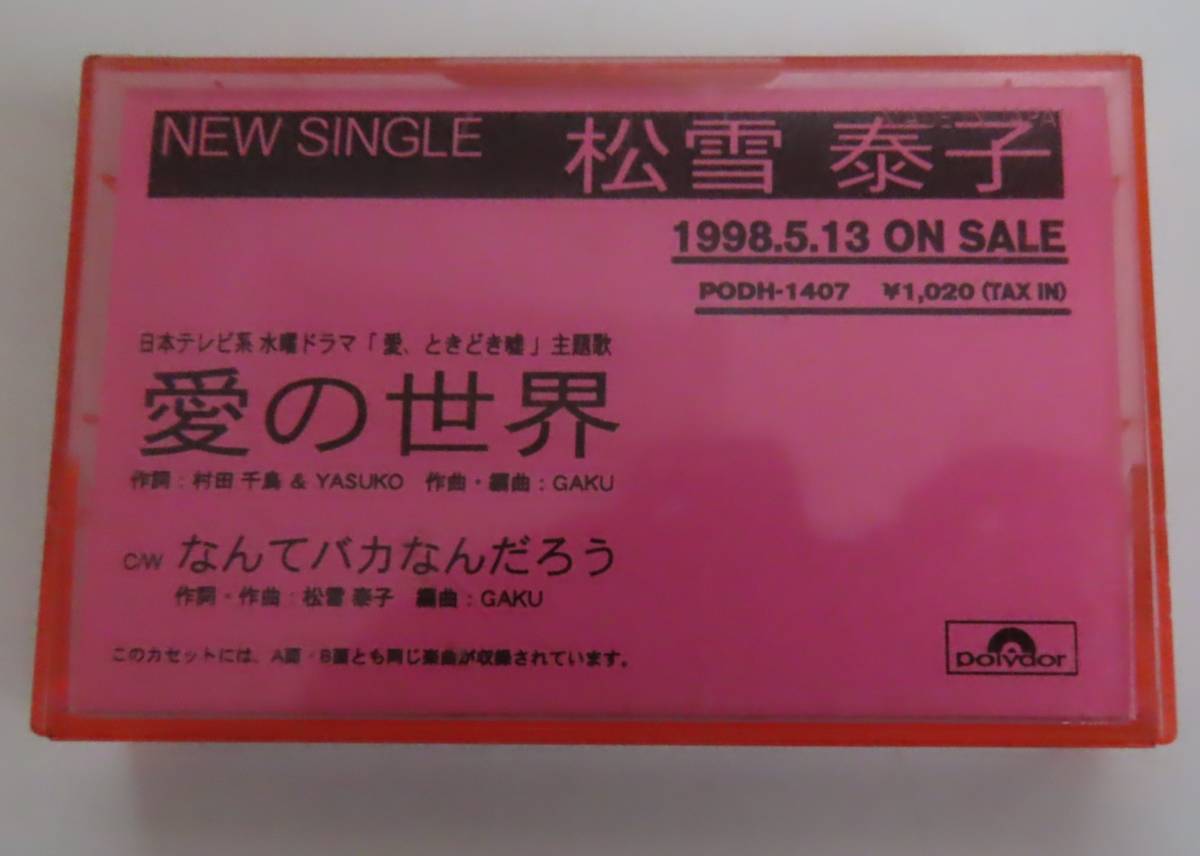 NEW SINGLE 松雪 泰子
MADE IN JAPAN
1998.5.13 ON SALE
PODH-1407 ¥1,020 (TAX IN)
日本テレビ系 水曜ドラマ「愛、ときどき嘘」主題歌
愛の世界
作詞:村田 千鳥 & YASUKO 作曲・編曲:GAKU
C/W なんてバカなんだろう
作詞・作曲:松雪 泰子 編曲:GAKU
このカセットには、A面・B面とも同じ楽曲が収録されています。
polydor